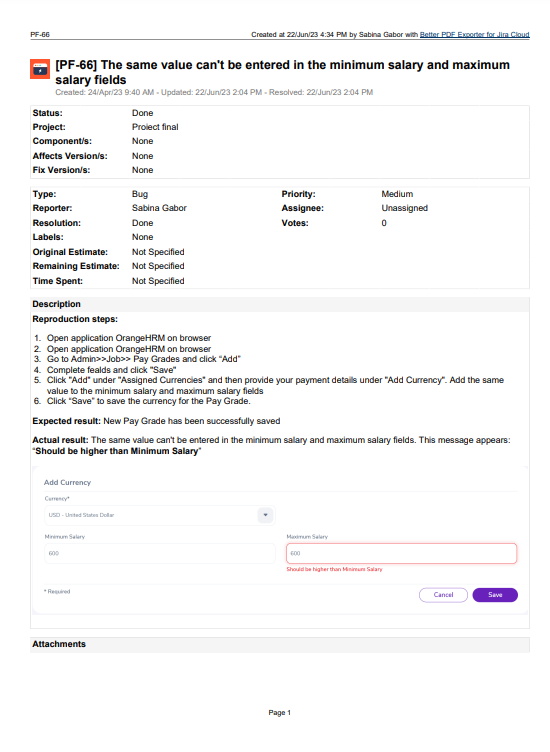 PF-66 Created at 22/Jun/23 4:34 PM by Sabina Gabor with Better PDF Exporter for Jira Cloud
[PF-66] The same value can't be entered in the minimum salary and maximum
salary fields
Created: 24/Apr/23 9:40 AM - Updated: 22/Jun/23 2:04 PM - Resolved: 22/Jun/23 2:04 PM
Status: Done
Project: Proiect final
Component/s: None
Affects Version/s: None
Fix Version/s: None
Type: Bug Priority: Medium
Reporter: Sabina Gabor Assignee: Unassigned
Resolution: Done Votes: 0
Labels: None
Original Estimate: Not Specified
Remaining Estimate: Not Specified
Time Spent: Not Specified
Description
Reproduction steps:
1. Open application OrangeHRM on browser
2. Open application OrangeHRM on browser
3. Go to Admin>>Job>> Pay Grades and click “Add”
4. Complete fealds and click "Save"
5. Click "Add" under "Assigned Currencies" and then provide your payment details under "Add Currency". Add the same
value to the minimum salary and maximum salary fields
6. Click “Save” to save the currency for the Pay Grade.
Expected result: New Pay Grade has been successfully saved
Actual result: The same value can't be entered in the minimum salary and maximum salary fields. This message appears:
“Should be higher than Minimum Salary”
Add Currency
Currency*
USD - United States Dollar
Minimum Salary Maximum Salary
600 600
Should be higher than Minimum Salary
* Required Cancel Save
Attachments
Page 1